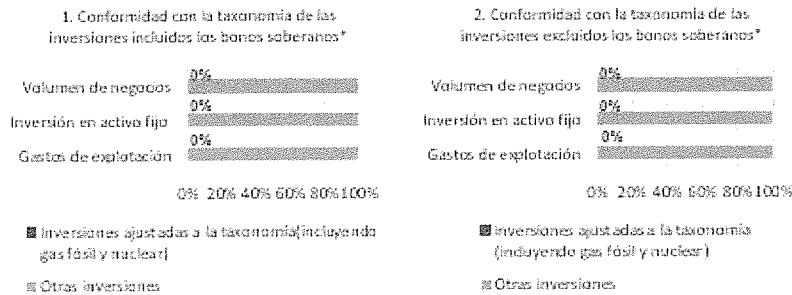 1. Conformidad con la taxonomía de las
inversiones incluidos los bonos soberanos*
0%
Volumen de negocios
0%
Inversión en activo fijo
0%
Gastos de explotación
0% 20% 40% 60% 80% 100%
Inversiones ajustadas a la taxonomía (incluyendo
gas fósil y nuclear)
Otras inversiones
2. Conformidad con la taxonomía de las
inversiones excluidos los bonos soberanos*
0%
Volumen de negocios
0%
Inversión en activo fijo
0%
Gastos de explotación
0% 20% 40% 60% 80% 100%
Inversiones ajustadas a la taxonomía
(incluyendo gas fósil y nuclear)
Otras inversiones